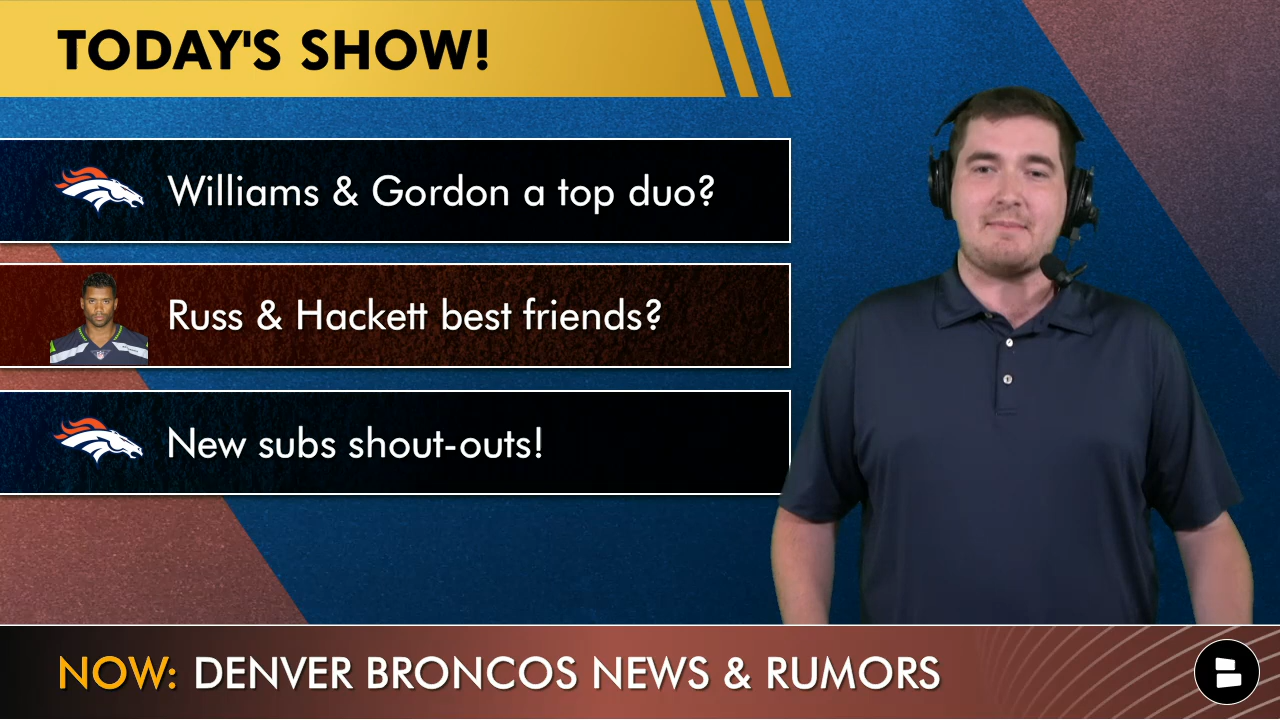 TODAY'S SHOW!
Williams & Gordon a top duo?
Russ & Hackett best friends?
New subs shout-outs!
NOW: DENVER BRONCOS NEWS & RUMORS